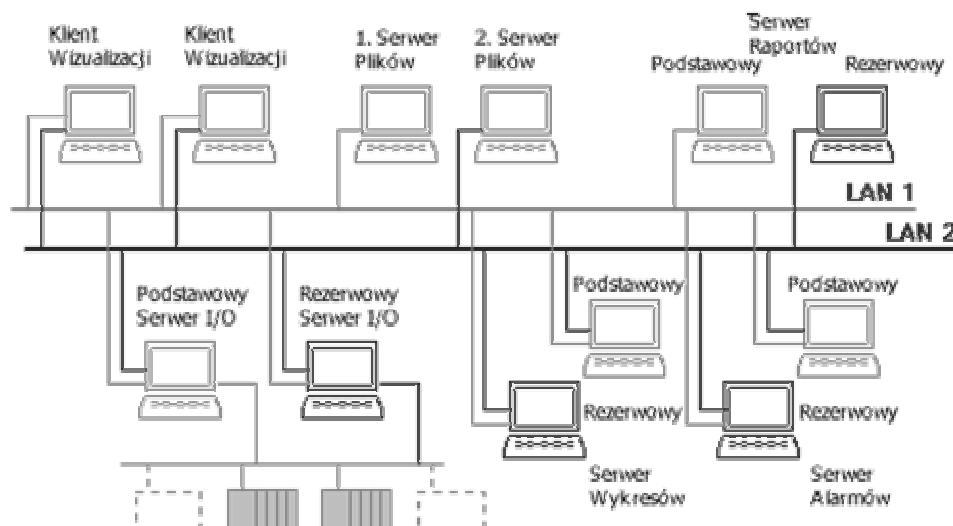 Klient
Wizualizacji
Klient
Wizualizacji
1. Serwer
Plików
2. Serwer
Plików
Serwer
Raportów
Podstawowy
Rezerwowy
LAN 1
LAN 2
Podstawowy
Serwer I/O
Rezerwowy
Serwer I/O
Podstawowy
Podstawowy
Rezerwowy
Rezerwowy
Serwer
Wykresów
Serwer
Alarmów